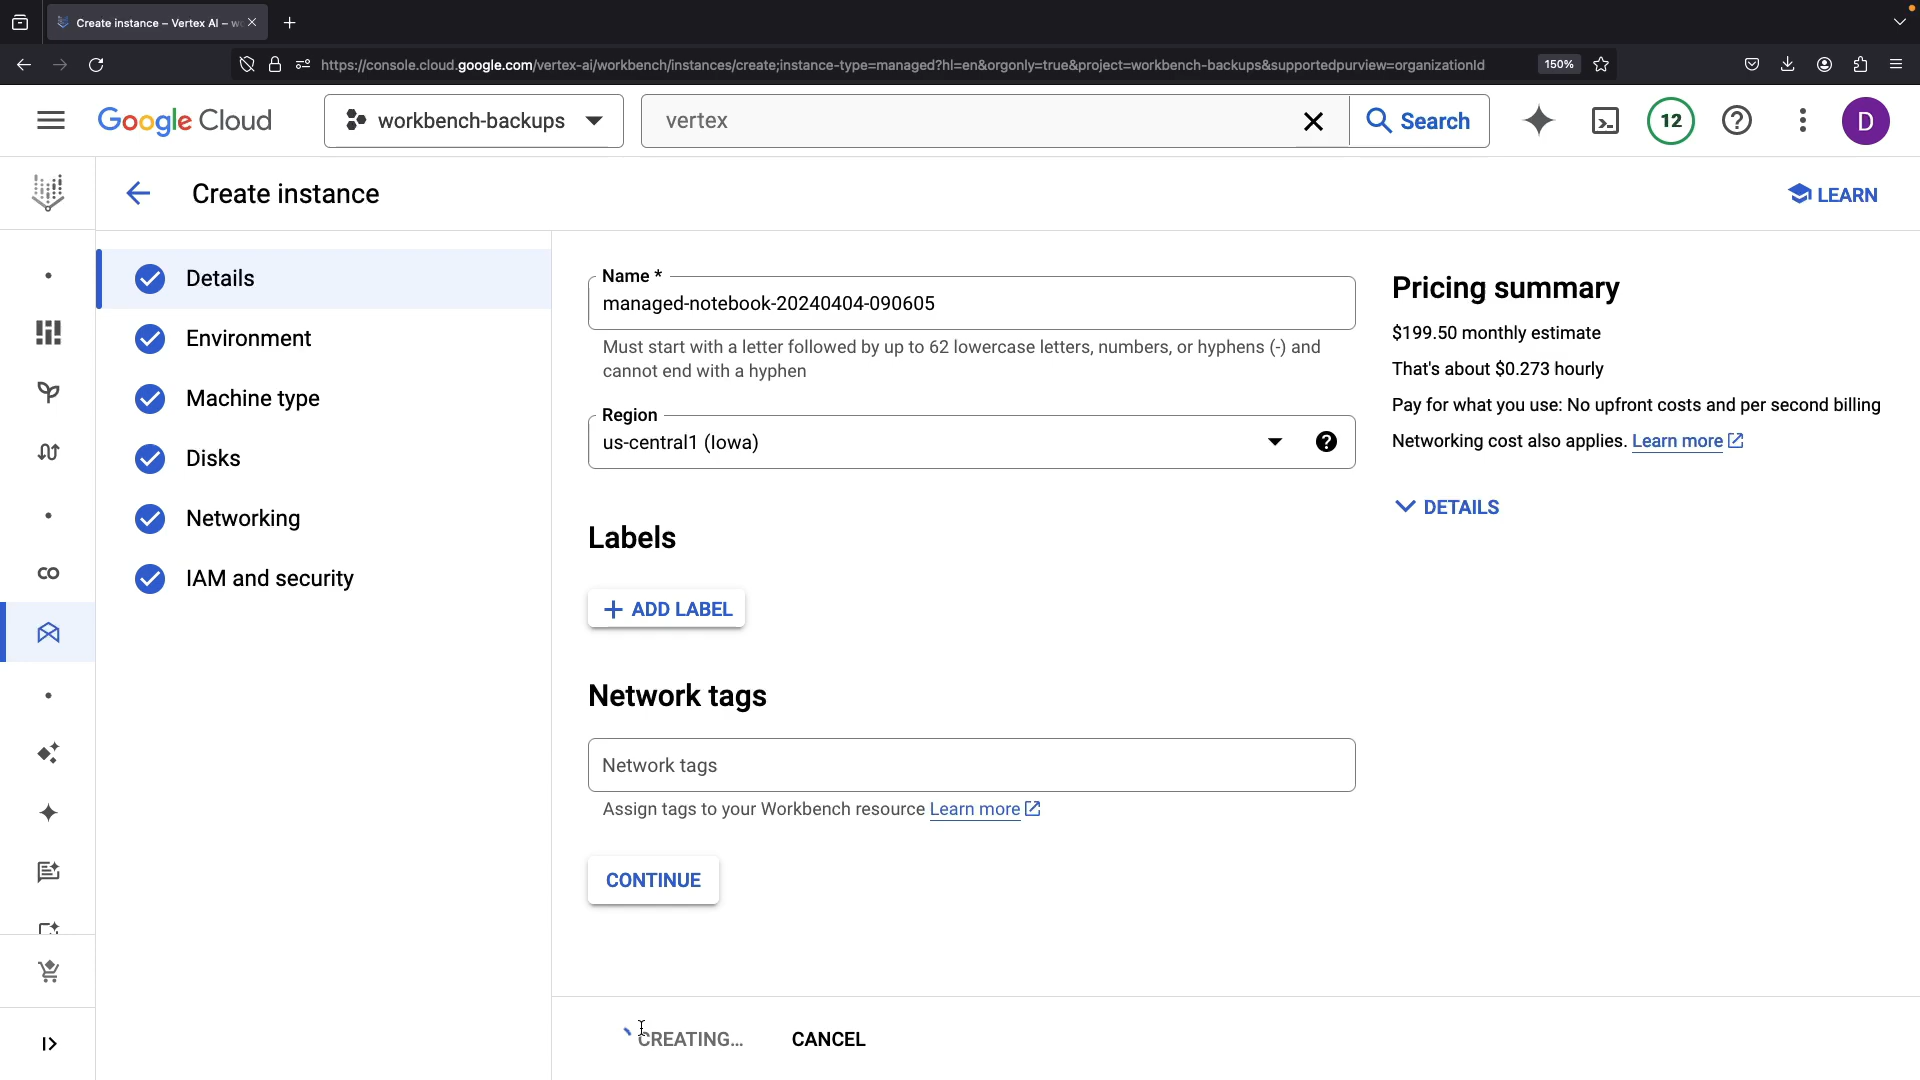 Create instance – Vertex AI – w
https://console.cloud.google.com/vertex-ai/workbench/instances/create;instance-type=managed?hl=en&orgonly=true&project=workbench-backups&supportedpurview=organizationId
150%
Google Cloud
workbench-backups
vertex
Search
12
D
Create instance
LEARN
Details
Environment
Machine type
Disks
Networking
IAM and security
Name *
managed-notebook-20240404-090605
Must start with a letter followed by up to 62 lowercase letters, numbers, or hyphens (-) and
cannot end with a hyphen
Region
us-central1 (Iowa)
Labels
ADD LABEL
Network tags
Network tags
Assign tags to your Workbench resource Learn more
CONTINUE
CREATING...
CANCEL
Pricing summary
$199.50 monthly estimate
That's about $0.273 hourly
Pay for what you use: No upfront costs and per second billing
Networking cost also applies. Learn more
DETAILS